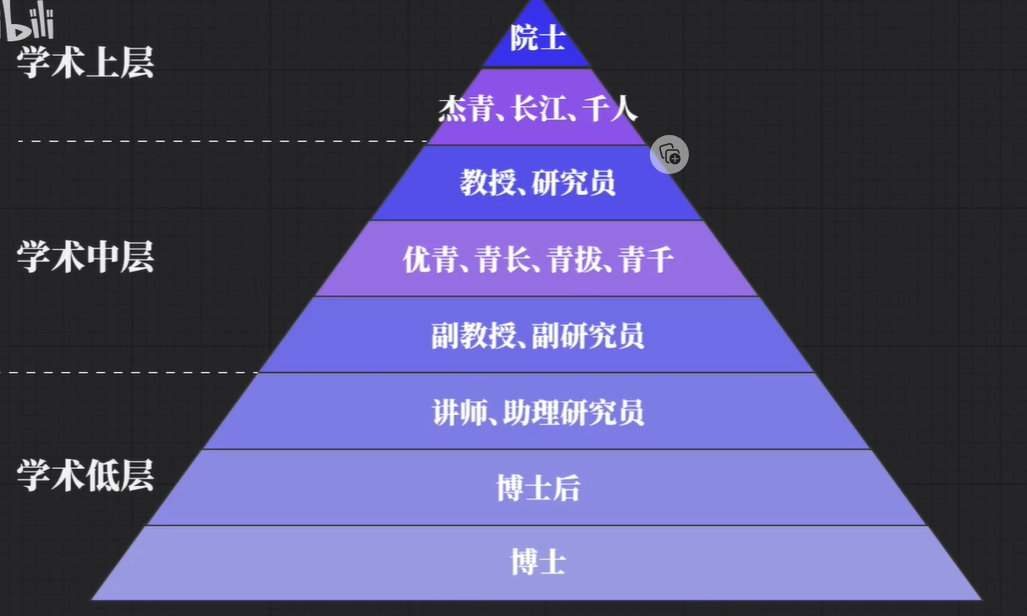 bili
学术上层
院士
杰青、长江、千人
教授、研究员
学术中层
优青、青长、青拔、青千
副教授、副研究员
讲师、助理研究员
学术低层
博士后
博士